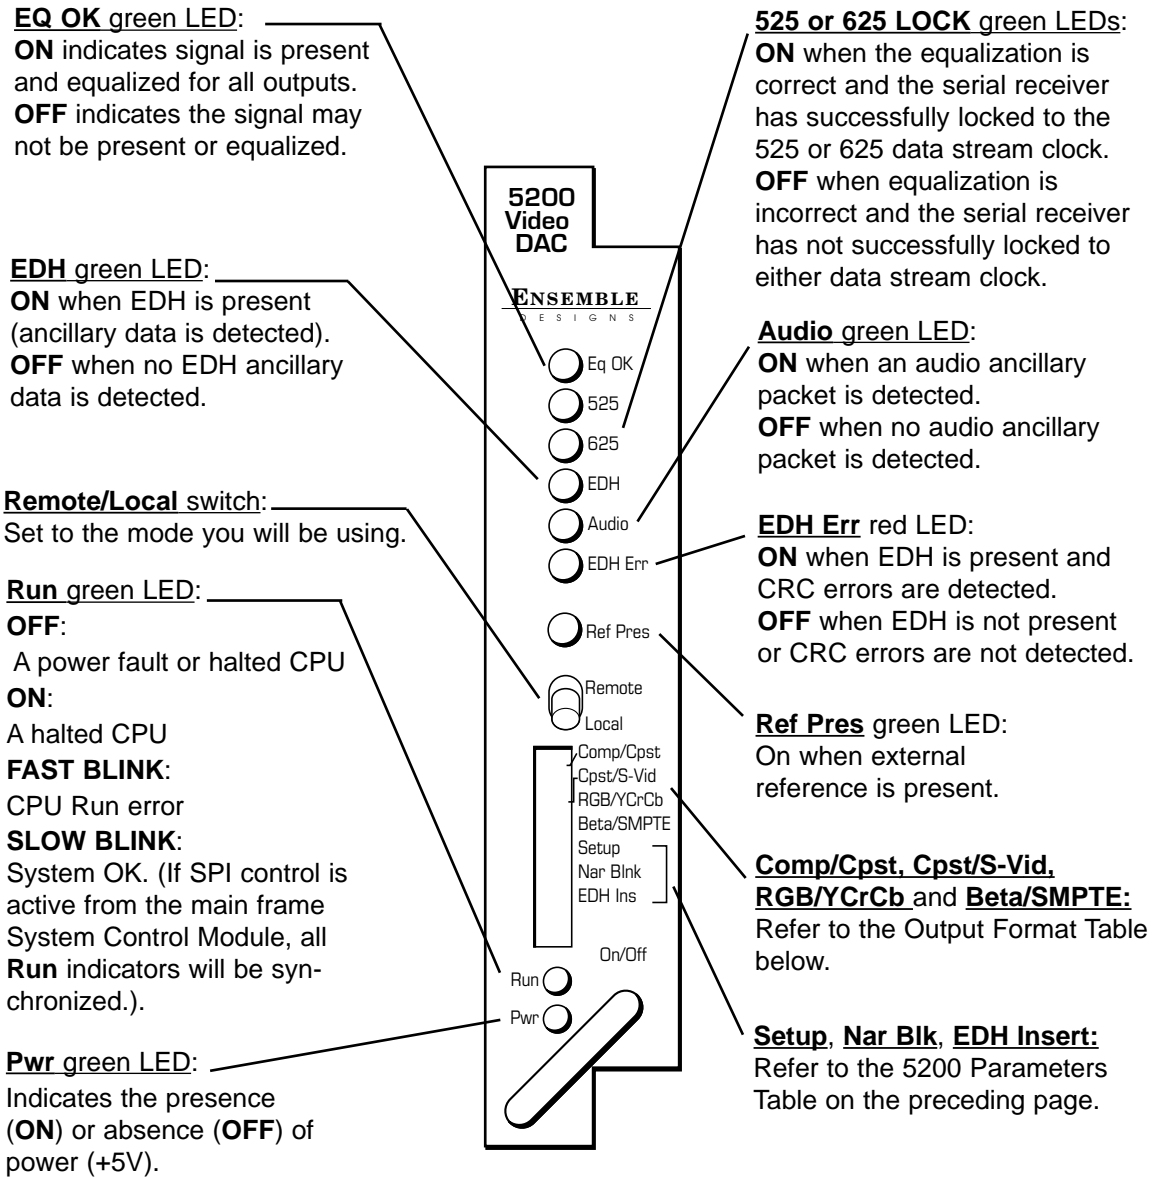 EQ OK green LED:
ON indicates signal is present
and equalized for all outputs.
OFF indicates the signal may
not be present or equalized.
EDH green LED:
ON when EDH is present
(ancillary data is detected).
OFF when no EDH ancillary
data is detected.
Remote/Local switch:
Set to the mode you will be using.
Run green LED:
OFF:
A power fault or halted CPU
ON:
A halted CPU
FAST BLINK:
CPU Run error
SLOW BLINK:
System OK. (If SPI control is
active from the main frame
System Control Module, all
Run indicators will be syn-
chronized.).
Pwr green LED:
Indicates the presence
(ON) or absence (OFF) of
power (+5V).
5200
Video
DAC
ENSEMBLE
DESIGNS
Eq OK
525
625
EDH
Audio
EDH Err
Ref Pres
Remote
Local
Comp/Cpst
Cpst/S-Vid
RGB/YCrCb
Beta/SMPTE
Setup
Nar Blnk
EDH Ins
On/Off
Run
Pwr
525 or 625 LOCK green LEDs:
ON when the equalization is
correct and the serial receiver
has successfully locked to the
525 or 625 data stream clock.
OFF when equalization is
incorrect and the serial receiver
has not successfully locked to
either data stream clock.
Audio green LED:
ON when an audio ancillary
packet is detected.
OFF when no audio ancillary
packet is detected.
EDH Err red LED:
ON when EDH is present and
CRC errors are detected.
OFF when EDH is not present
or CRC errors are not detected.
Ref Pres green LED:
On when external
reference is present.
Comp/Cpst, Cpst/S-Vid,
RGB/YCrCb and Beta/SMPTE:
Refer to the Output Format Table
below.
Setup, Nar Blk, EDH Insert:
Refer to the 5200 Parameters
Table on the preceding page.